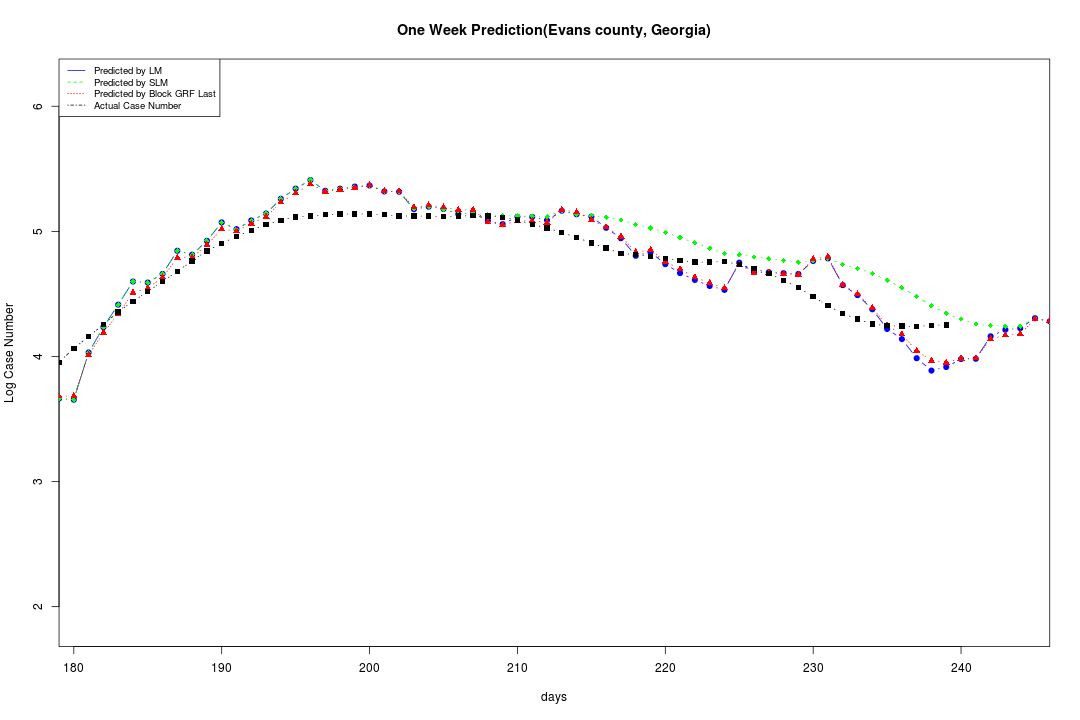 One Week Prediction(Evans county, Georgia)
Predicted by LM
Predicted by SLM
Predicted by Block GRF Last
Actual Case Number
6
5
4
3
2
Log Case Number
180 190 200 210 220 230 240
days